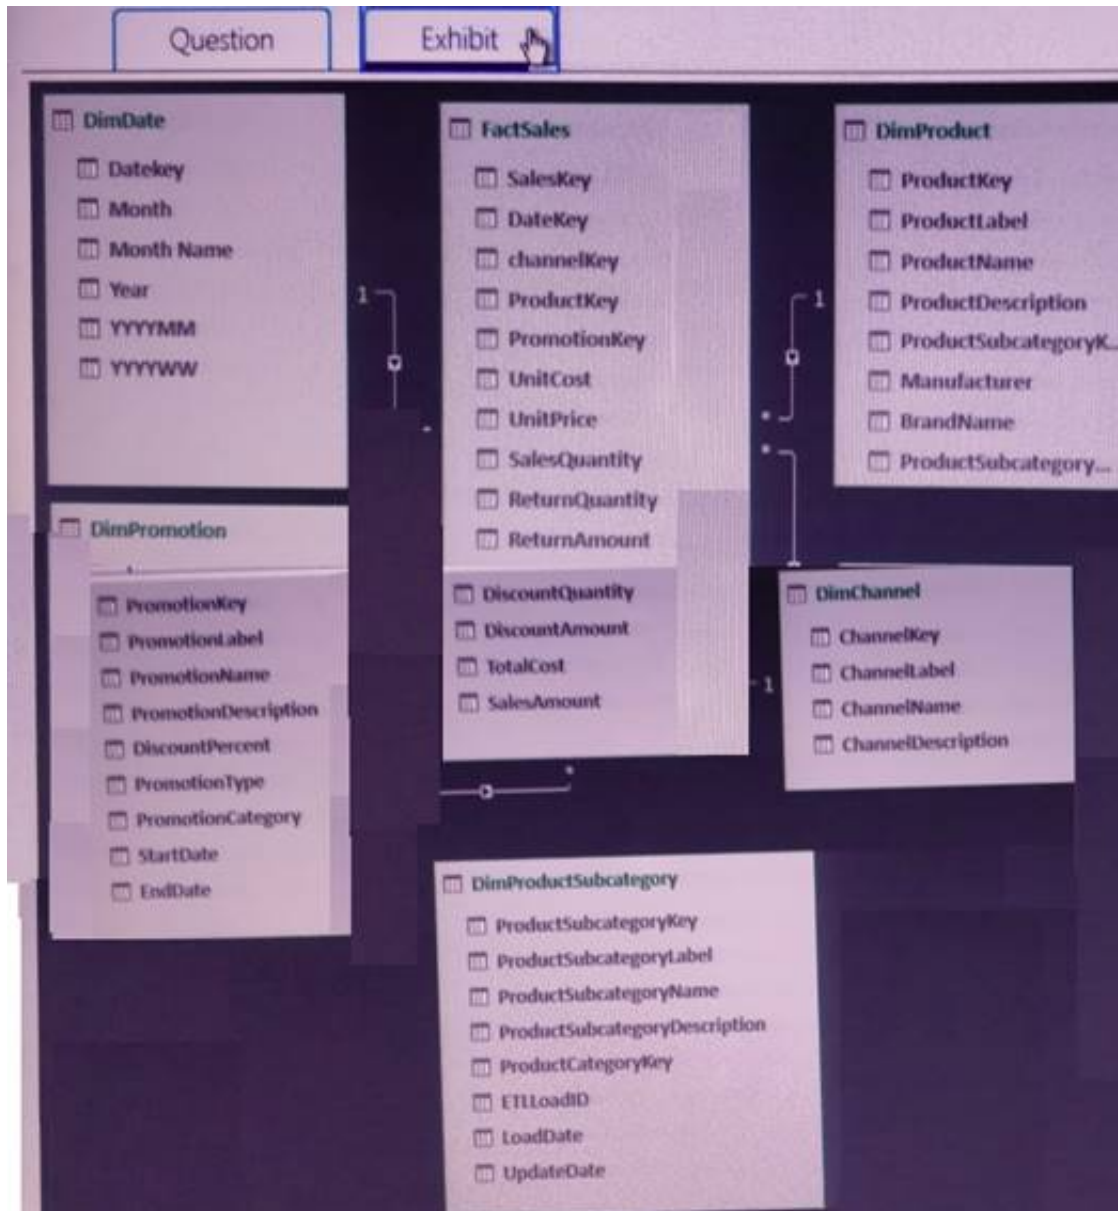 Question
Exhibit
DimDate
Datekey
Month
Month Name
Year
YYYYMM
YYYYWW
1
*
FactSales
SalesKey
DateKey
channelKey
ProductKey
PromotionKey
UnitCost
UnitPrice
SalesQuantity
ReturnQuantity
ReturnAmount
DiscountQuantity
DiscountAmount
TotalCost
SalesAmount
*
1
*
*
1
DimProduct
ProductKey
ProductLabel
ProductName
ProductDescription
ProductSubcategoryK...
Manufacturer
BrandName
ProductSubcategory...
DimPromotion
PromotionKey
PromotionLabel
PromotionName
PromotionDescription
DiscountPercent
PromotionType
PromotionCategory
StartDate
EndDate
DimChannel
ChannelKey
ChannelLabel
ChannelName
ChannelDescription
DimProductSubcategory
ProductSubcategoryKey
ProductSubcategoryLabel
ProductSubcategoryName
ProductSubcategoryDescription
ProductCategoryKey
ETLLoadID
LoadDate
UpdateDate